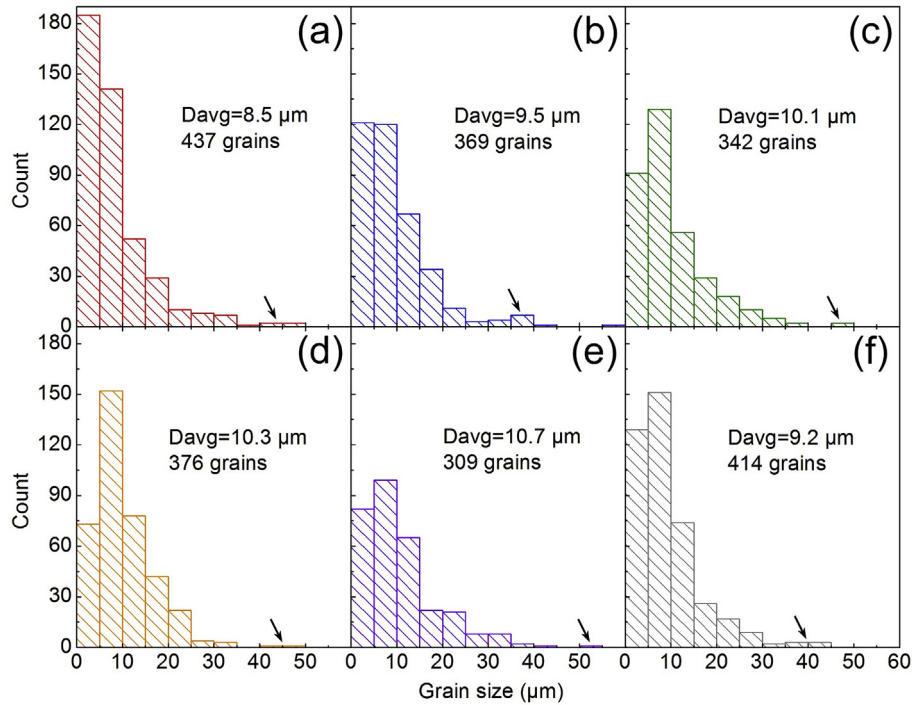 180
150
120
90
60
30
0
Count
(a)
Davg=8.5 µm
437 grains
(b)
Davg=9.5 µm
369 grains
(c)
Davg=10.1 µm
342 grains
180
150
120
90
60
30
0
Count
(d)
Davg=10.3 µm
376 grains
(e)
Davg=10.7 µm
309 grains
(f)
Davg=9.2 µm
414 grains
0 10 20 30 40 50 0 10 20 30 40 50 0 10 20 30 40 50 60
Grain size (µm)